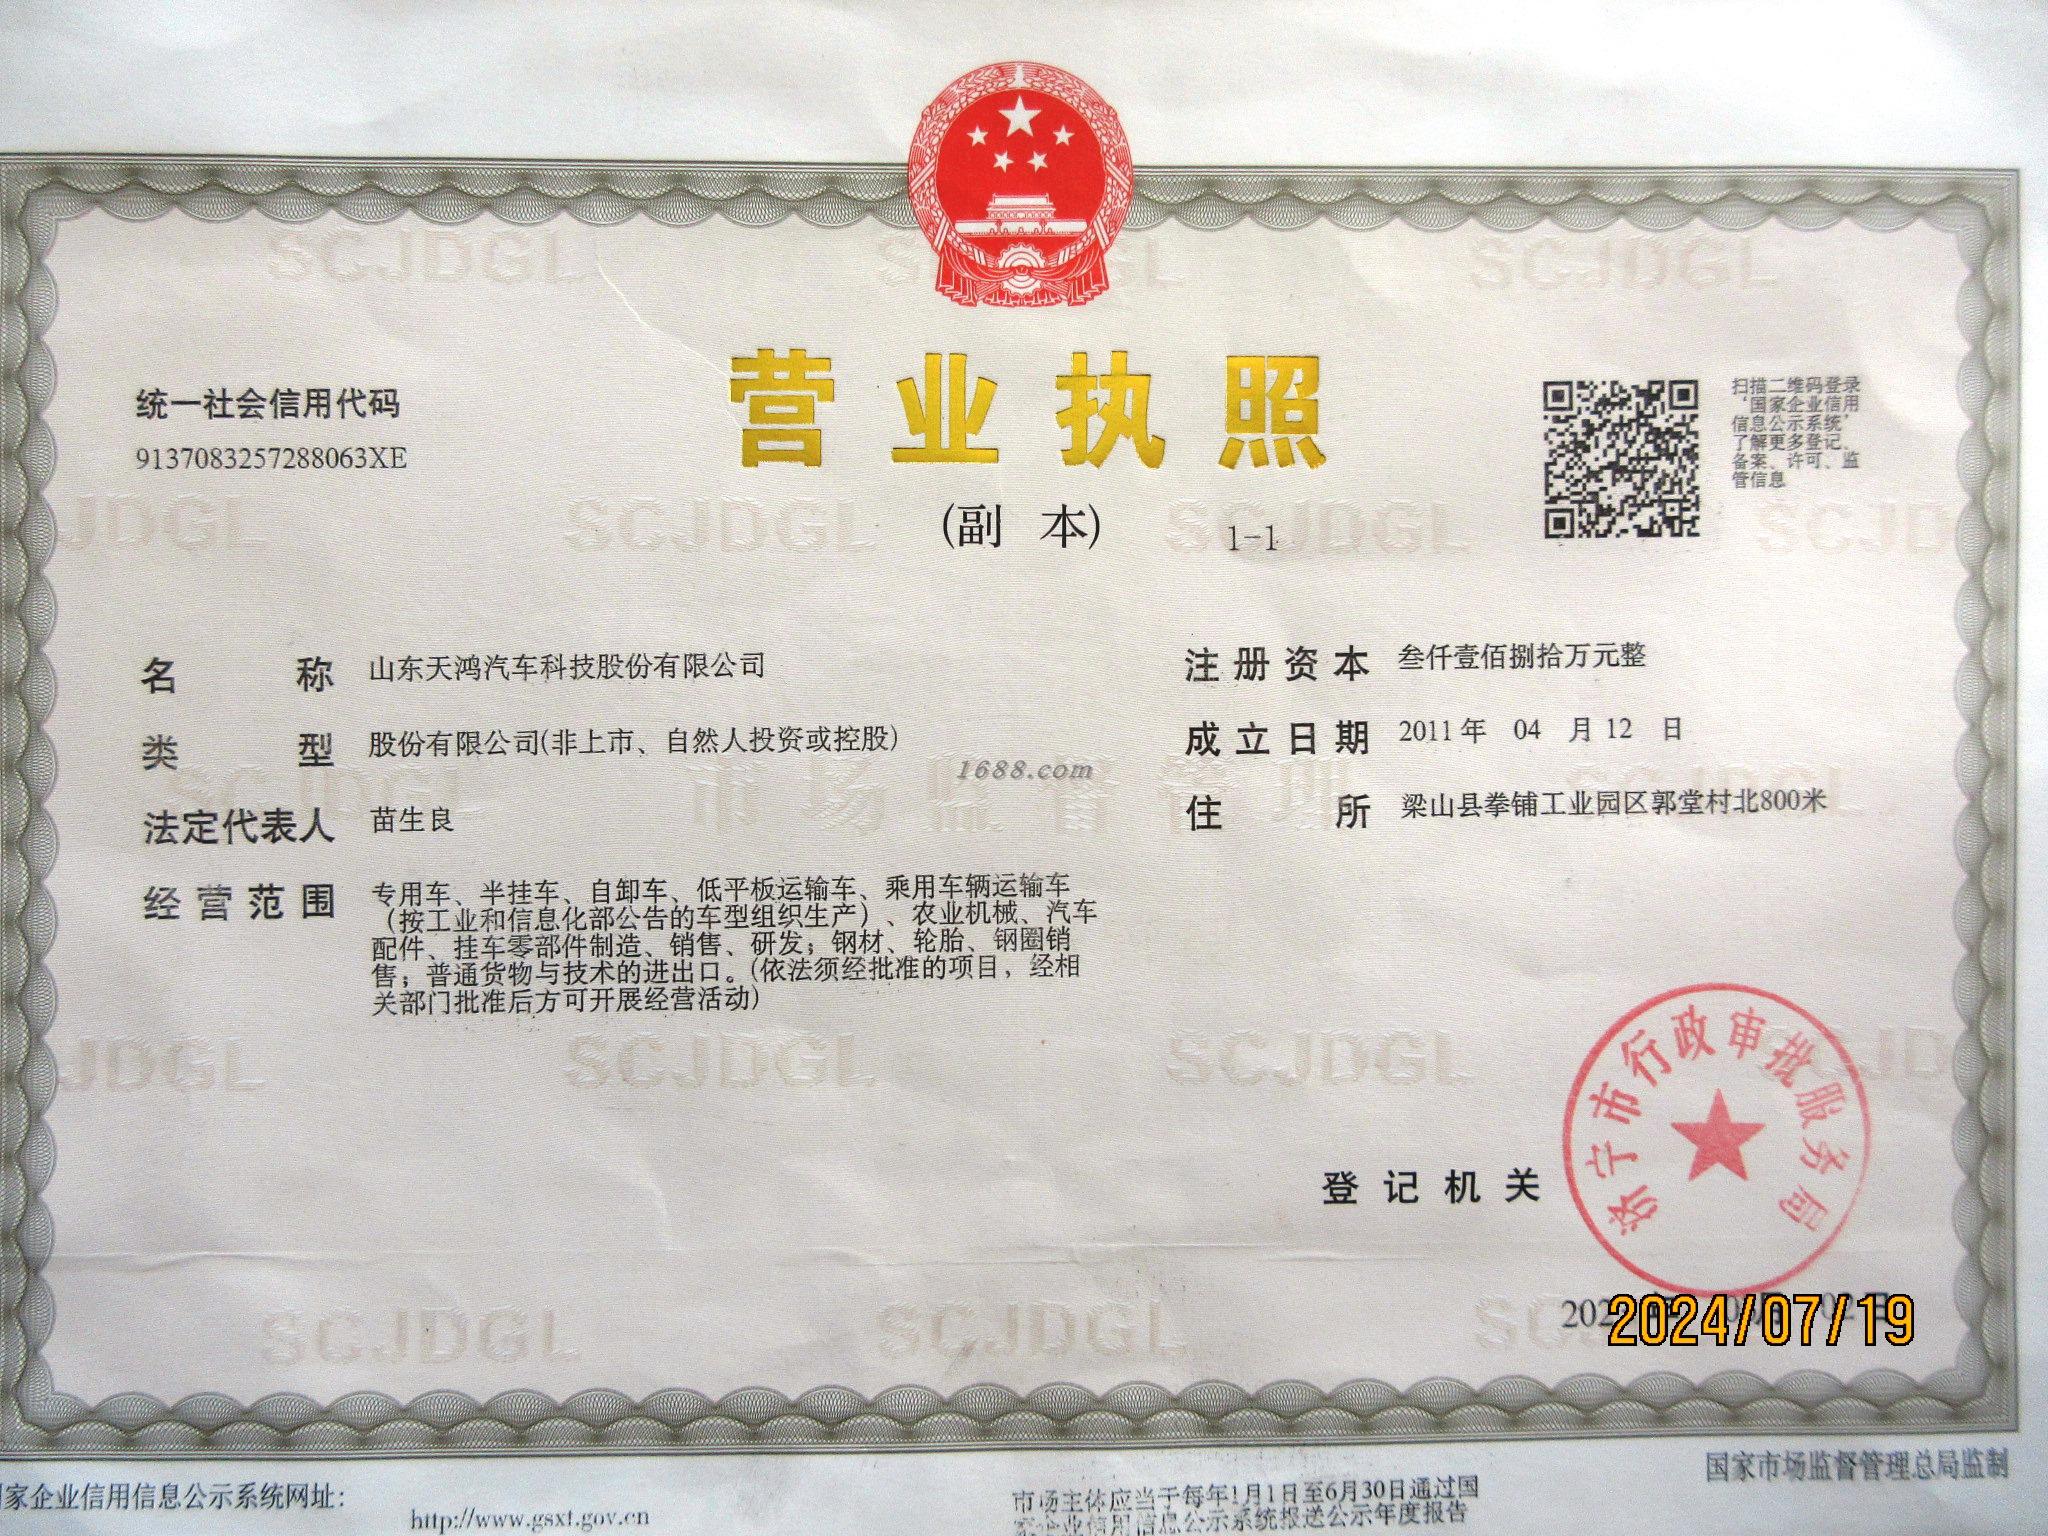 营业执照
(副 本)
1-1
统一社会信用代码
9137083257288063XE
扫描二维码登录
‘国家企业信用
信息公示系统’
了解更多登记、
备案、许可、监
管信息
名 称 山东天鸿汽车科技股份有限公司
类 型 股份有限公司(非上市、自然人投资或控股)
法定代表人 苗生良
经营范围 专用车、半挂车、自卸车、低平板运输车、乘用车辆运输车
（按工业和信息化部公告的车型组织生产）、农业机械、汽车
配件、挂车零部件制造、销售、研发；钢材、轮胎、钢圈销
售；普通货物与技术的进出口。(依法须经批准的项目，经相
关部门批准后方可开展经营活动)
注册资本 叁仟壹佰捌拾万元整
成立日期 2011年 04 月 12 日
住 所 梁山县拳铺工业园区郭堂村北800米
1688.com
SCJDGL
市场监督管理
登记机关
济宁市行政审批服务局
2024/07/19
家企业信用信息公示系统网址：
http://www.gsxt.gov.cn
市场主体应当于每年1月1日至6月30日通过国
家企业信用信息公示系统报送公示年度报告
国家市场监督管理总局监制